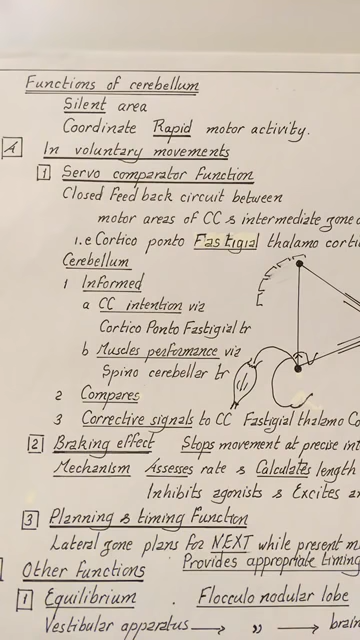 Functions of cerebellum
Silent area
Coordinate Rapid motor activity.
A In voluntary movements
1 Servo comparator function
Closed feed back circuit between
motor areas of CC & intermediate zone
i.e Cortico ponto Fastigial thalamo corti
Cerebellum
1 Informed
a CC intention via
Cortico Ponto Fastigial tr
b Muscles performance via
Spino cerebellar tr
2 Compares
3 Corrective signals to CC Fastigial thalamo Co
2 Braking effect Stops movement at precise int
Mechanism Assesses rate & Calculates length
Inhibits agonists & Excites a
3 Planning & timing Function
Lateral zone plans for NEXT while present m
Provides appropriate timing
Other functions
1 Equilibrium . Flocculo nodular lobe
Vestibular apparatus → " → brain